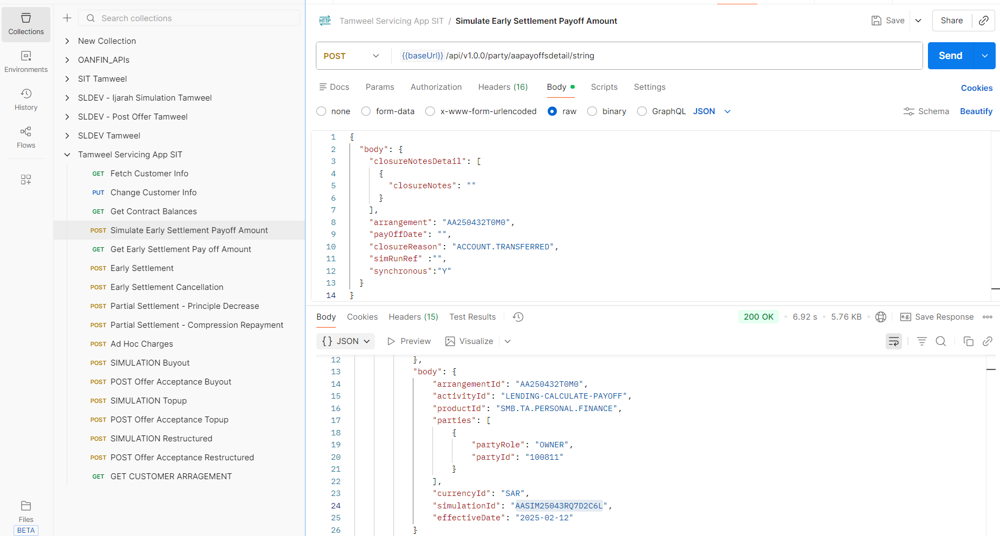 Collections
Environments
History
Flows
Files
BETA
Search collections
New Collection
OANFIN_APIs
SIT Tamweel
SLDEV - Ijarah Simulation Tamweel
SLDEV - Post Offer Tamweel
SLDEV Tamweel
Tamweel Servicing App SIT
GET Fetch Customer Info
PUT Change Customer Info
GET Get Contract Balances
POST Simulate Early Settlement Payoff Amount
GET Get Early Settlement Pay off Amount
POST Early Settlement
POST Early Settlement Cancellation
POST Partial Settlement - Principle Decrease
POST Partial Settlement - Compression Repayment
POST Ad Hoc Charges
POST SIMULATION Buyout
POST POST Offer Acceptance Buyout
POST SIMULATION Topup
POST POST Offer Acceptance Topup
POST SIMULATION Restructured
POST POST Offer Acceptance Restructured
GET GET CUSTOMER ARRAGEMENT
HTTP Tamweel Servicing App SIT / Simulate Early Settlement Payoff Amount Save Share
POST {{baseUrl}} /api/v1.0.0/party/aapayoffsdetail/string Send
Docs Params Authorization Headers (16) Body Scripts Settings Cookies
none form-data x-www-form-urlencoded raw binary GraphQL JSON Schema Beautify
1 {
2 "body": {
3 "closureNotesDetail": [
4 {
5 "closureNotes": ""
6 }
7 ],
8 "arrangement": "AA250432T0M0",
9 "payOffDate": "",
10 "closureReason": "ACCOUNT.TRANSFERRED",
11 "simRunRef" :"",
12 "synchronous":"Y"
13 }
14 }
Body Cookies Headers (15) Test Results 200 OK 6.92 s 5.76 KB e.g. Save Response
{} JSON Preview Visualize
12 },
13 "body": {
14 "arrangementId": "AA250432T0M0",
15 "activityId": "LENDING-CALCULATE-PAYOFF",
16 "productId": "SMB.TA.PERSONAL.FINANCE",
17 "parties": [
18 {
19 "partyRole": "OWNER",
20 "partyId": "100811"
21 }
22 ],
23 "currencyId": "SAR",
24 "simulationId": "AASIM25043RQ7D2C6L",
25 "effectiveDate": "2025-02-12"
26 }